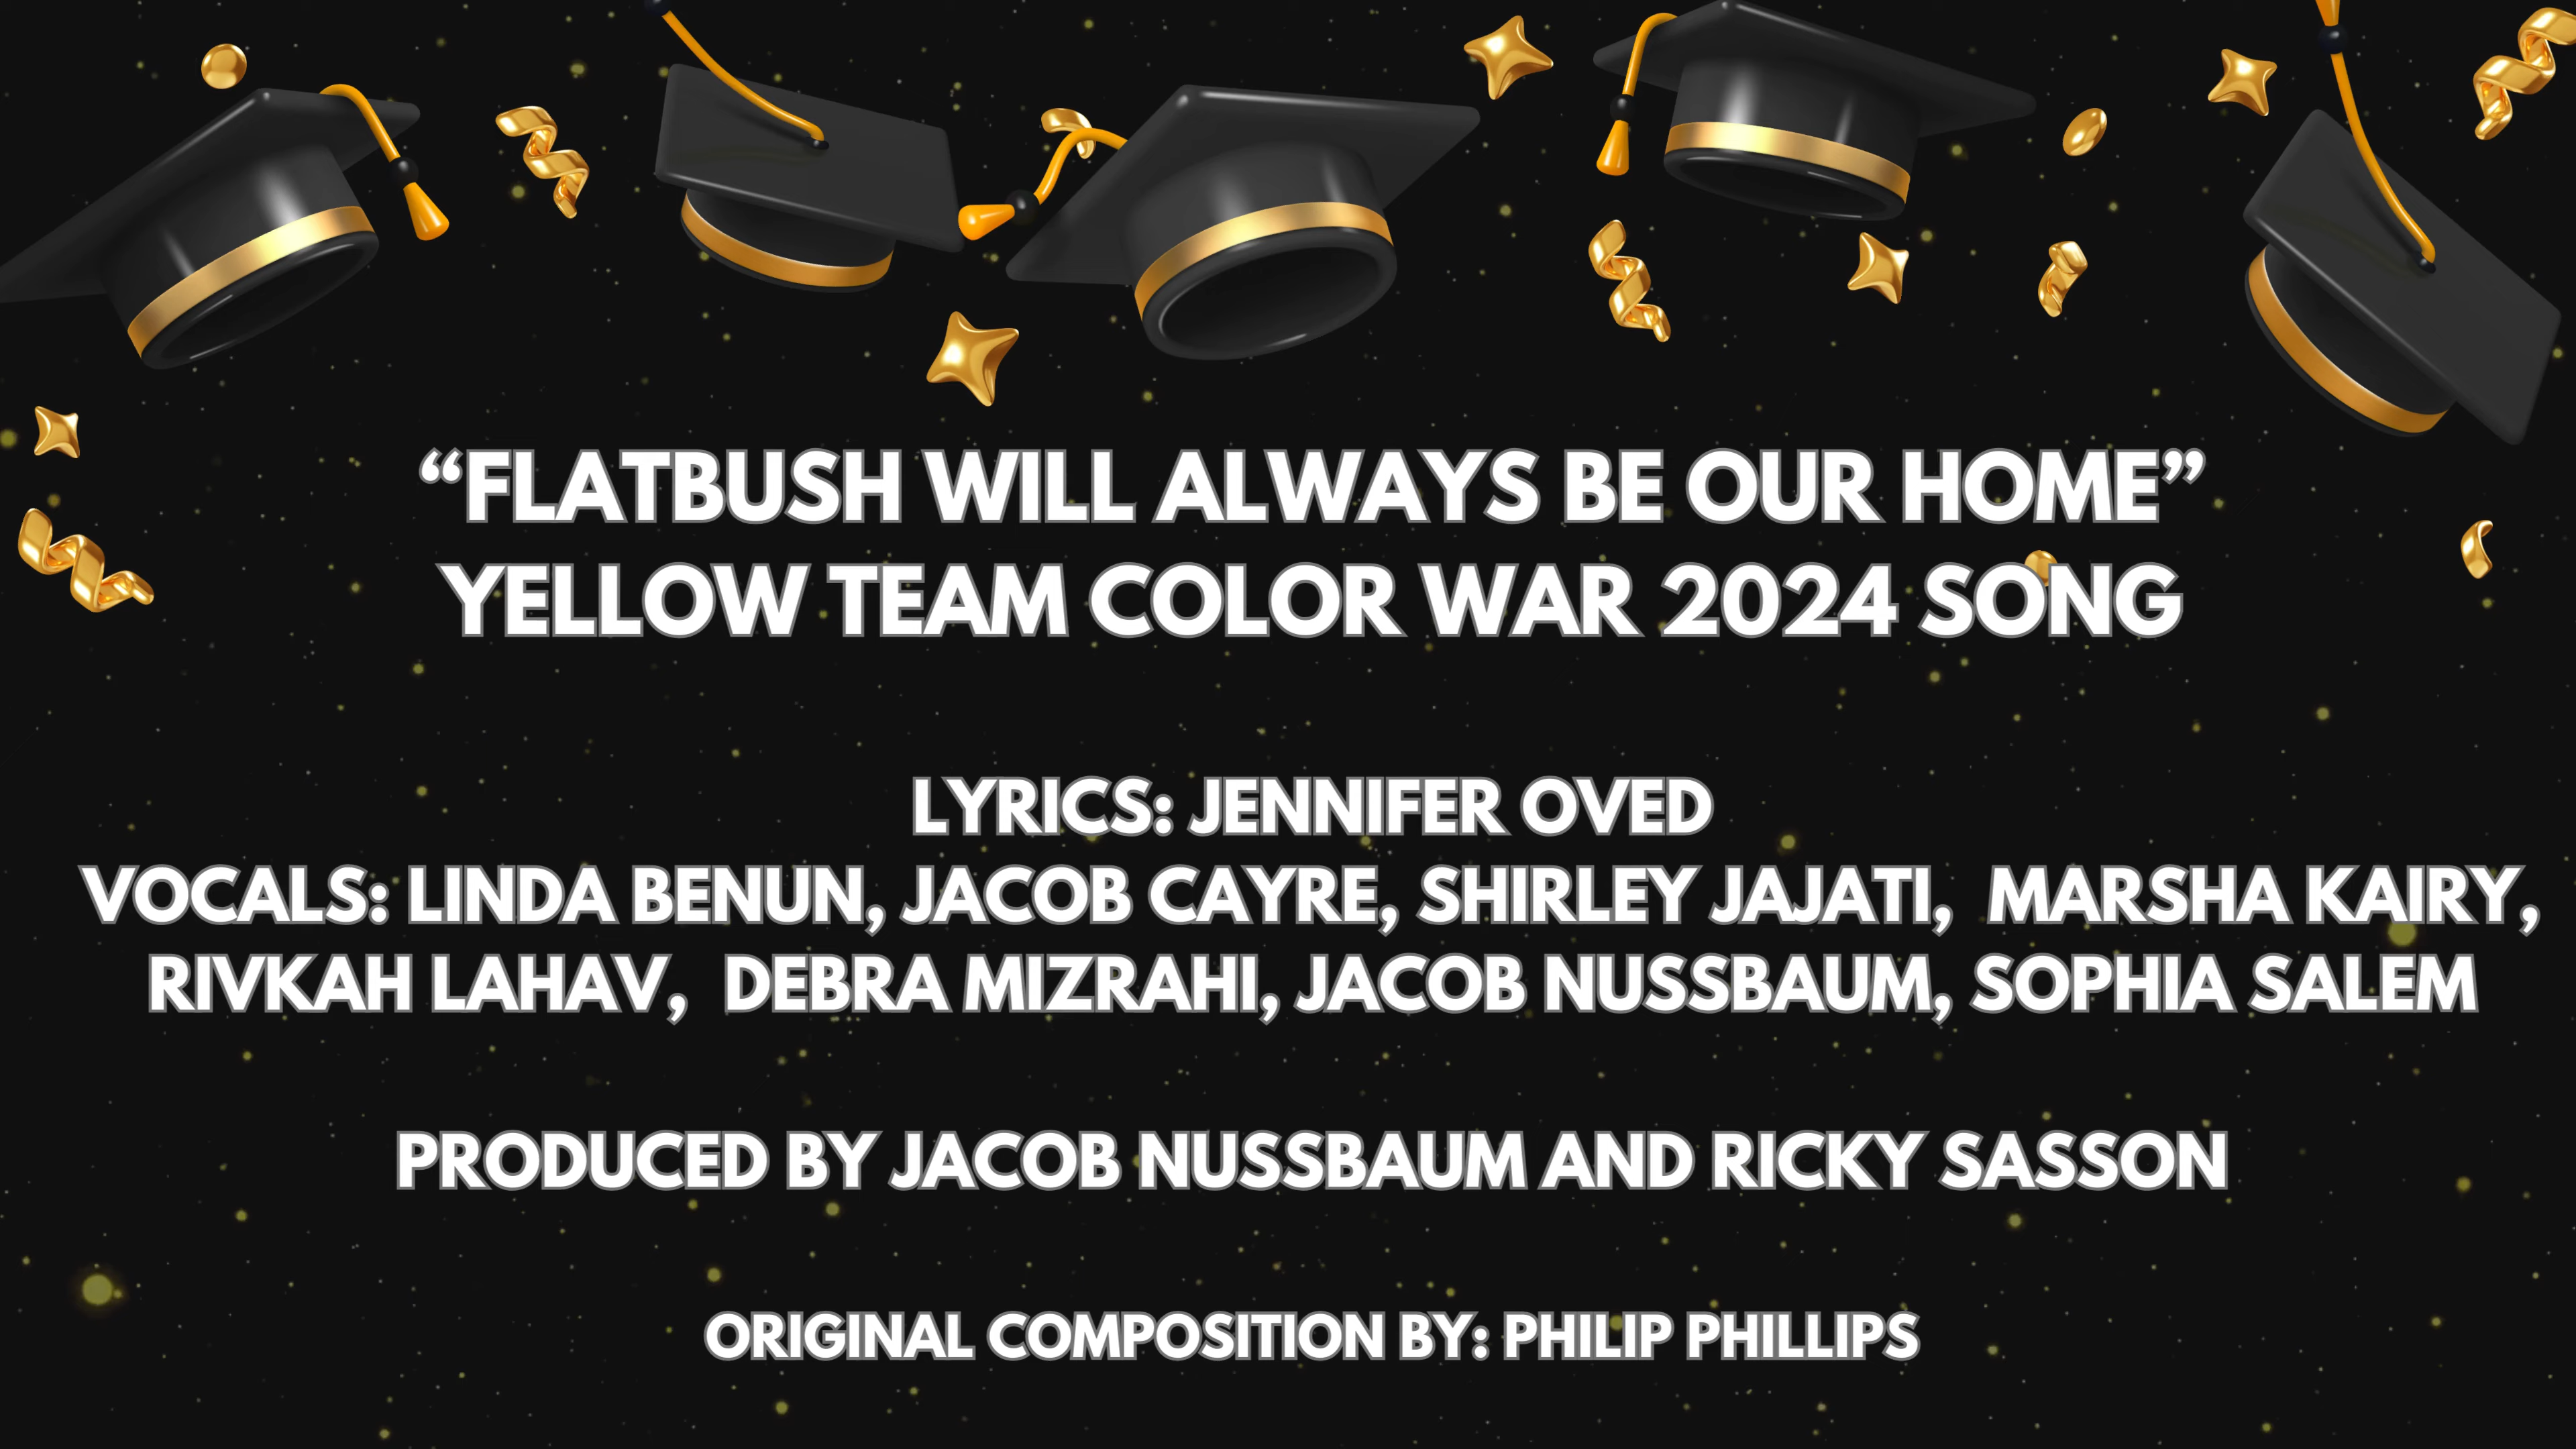 “FLATBUSH WILL ALWAYS BE OUR HOME”
YELLOW TEAM COLOR WAR 2024 SONG
LYRICS: JENNIFER OVED
VOCALS: LINDA BENUN, JACOB CAYRE, SHIRLEY JAJATI, MARSHA KAIRY,
RIVKAH LAHAV, DEBRA MIZRAHI, JACOB NUSSBAUM, SOPHIA SALEM
PRODUCED BY JACOB NUSSBAUM AND RICKY SASSON
ORIGINAL COMPOSITION BY: PHILIP PHILLIPS